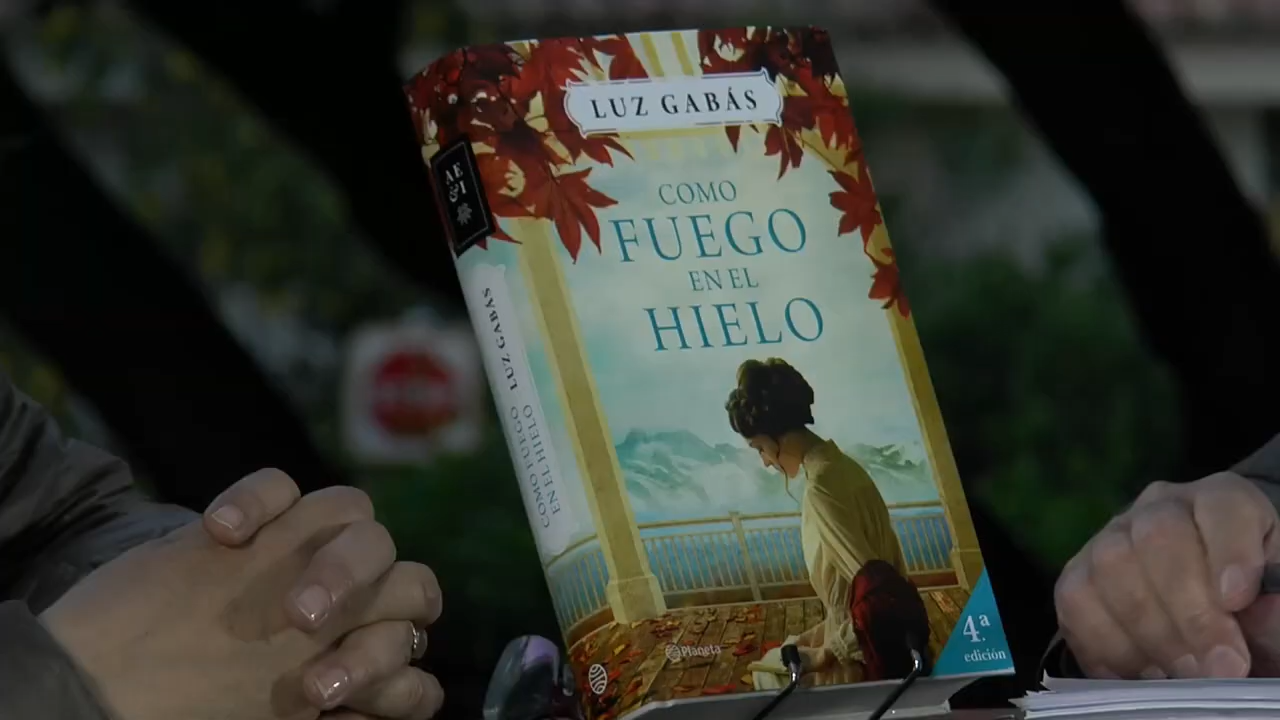 LUZ GABÁS
COMO
FUEGO
EN EL
HIELO
AE
&I
LUZ GABÁS
COMO FUEGO
EN EL HIELO
Planeta
4.ª
edición